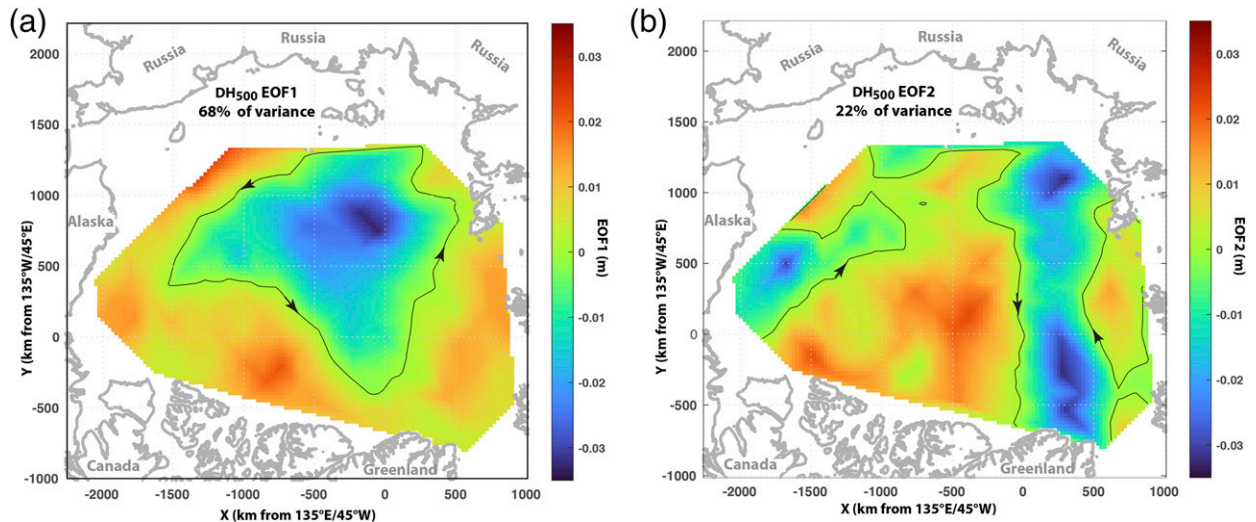 (a)
2000
1500
1000
500
0
-500
-1000
Y (km from 135°W/45°E)
Russia
Russia
Russia
DH500 EOF1
68% of variance
Alaska
Canada
Greenland
-2000
-1500
-1000
-500
0
500
1000
X (km from 135°E/45°W)
0.03
0.02
0.01
0
-0.01
-0.02
-0.03
EOF1 (m)
(b)
2000
1500
1000
500
0
-500
-1000
Y (km from 135°W/45°E)
Russia
Russia
Russia
DH500 EOF2
22% of variance
Alaska
Canada
Greenland
-2000
-1500
-1000
-500
0
500
1000
X (km from 135°E/45°W)
0.03
0.02
0.01
0
-0.01
-0.02
-0.03
EOF2 (m)